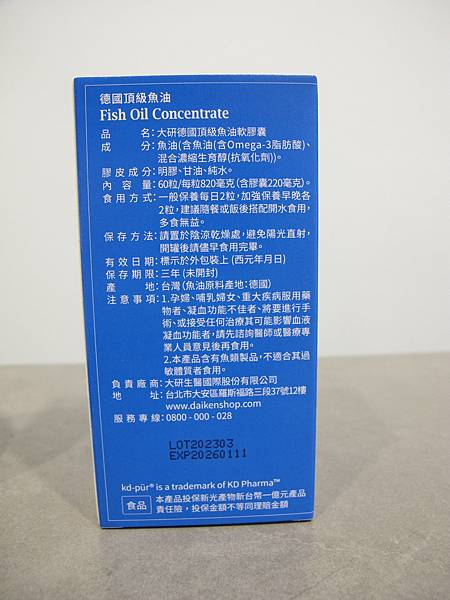 德國頂級魚油
Fish Oil Concentrate
品名：大研德國頂級魚油軟膠囊
成分：魚油(含魚油(含Omega-3脂肪酸)、
混合濃縮生育醇(抗氧化劑))。
膠皮成分：明膠、甘油、純水。
內容量：60粒/每粒820毫克(含膠囊220毫克)。
食用方式：一般保養每日2粒，加強保養早晚各
2粒，建議隨餐或飯後搭配開水食用，
多食無益。
保存方法：請置於陰涼乾燥處，避免陽光直射，
開罐後請儘早食用完畢。
有效日期：標示於外包裝上 (西元年月日)
保存期限：三年 (未開封)
產地：台灣 (魚油原料產地：德國)
注意事項：1.孕婦、哺乳婦女、重大疾病服用藥
物者、凝血功能不佳者、將要進行手
術、或接受任何治療其可能影響血液
凝血功能者，請先諮詢醫師或醫療專
業人員意見後再食用。
2.本產品含有魚類製品，不適合其過
敏體質者食用。
負責廠商：大研生醫國際股份有限公司
地址：台北市大安區羅斯福路三段37號12樓
www.daikenshop.com
服務專線：0800 - 000 - 028
LOT202303
EXP20260111
kd-pür® is a trademark of KD Pharma™
食品
本產品投保新光產物新台幣一億元產品
責任險，投保金額不等同理賠金額